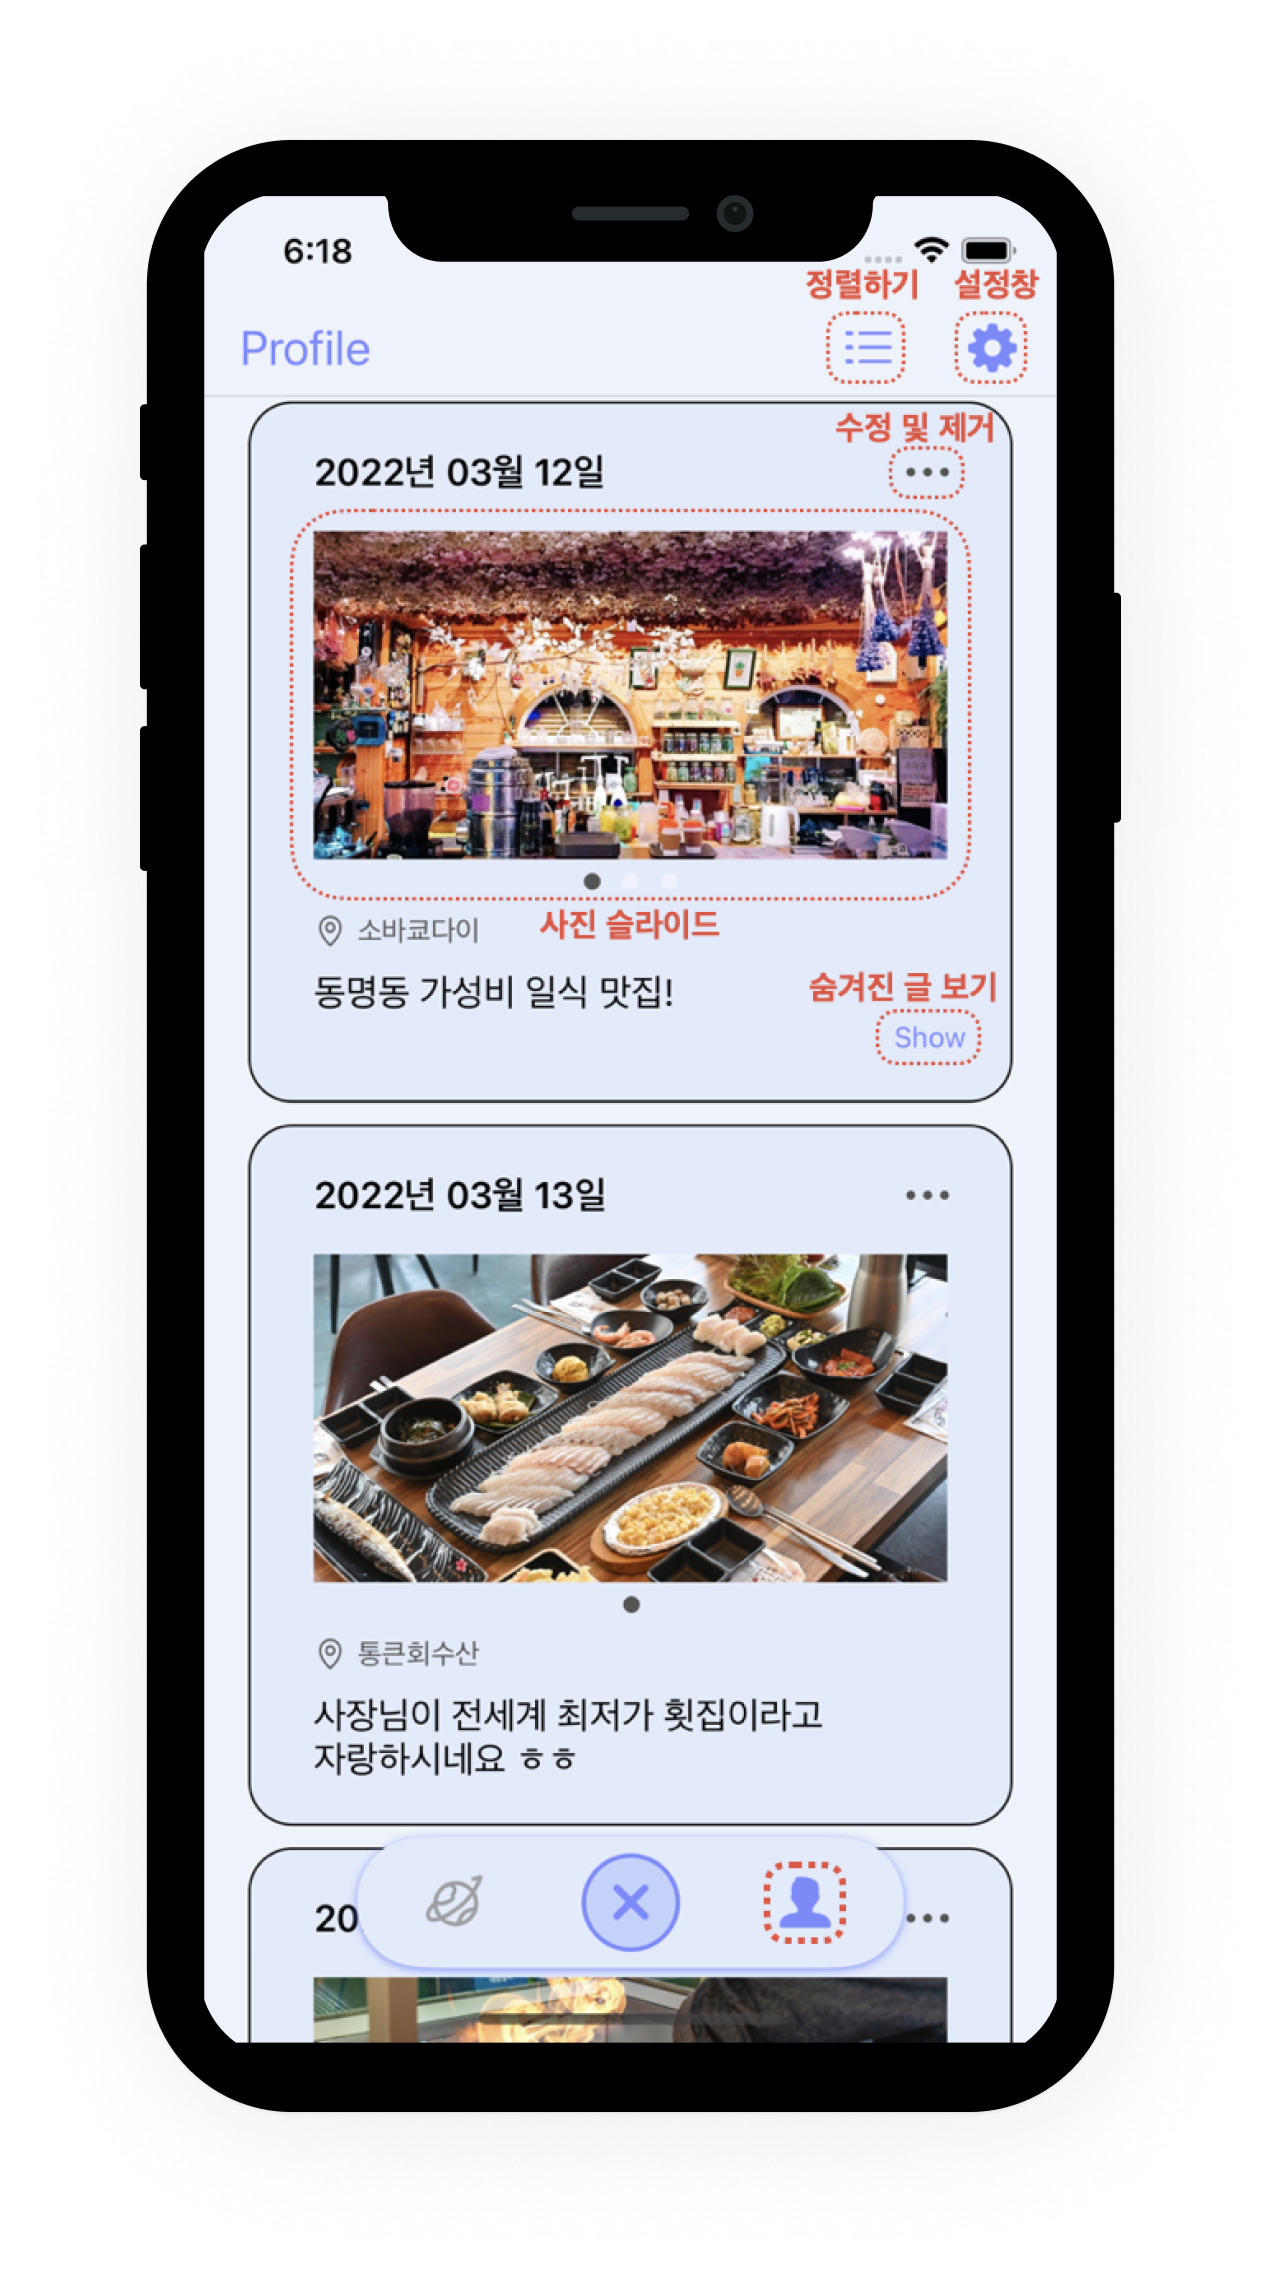 6:18
정렬하기 설정창
Profile
수정 및 제거
2022년 03월 12일
소바쿄다이
사진 슬라이드
동명동 가성비 일식 맛집!
숨겨진 글 보기
Show
2022년 03월 13일
통큰회수산
사장님이 전세계 최저가 횟집이라고
자랑하시네요 ㅎㅎ
20